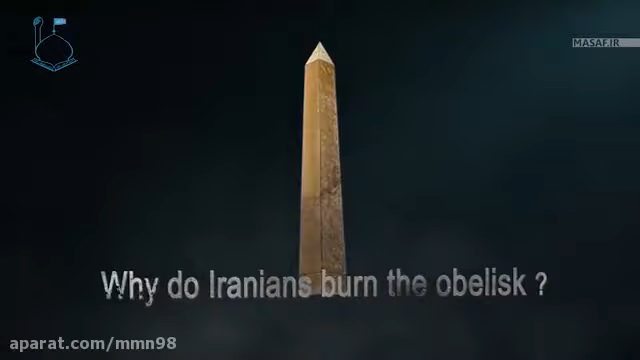 MASAF.IR
Why do Iranians burn the obelisk ?
aparat.com/mmn98